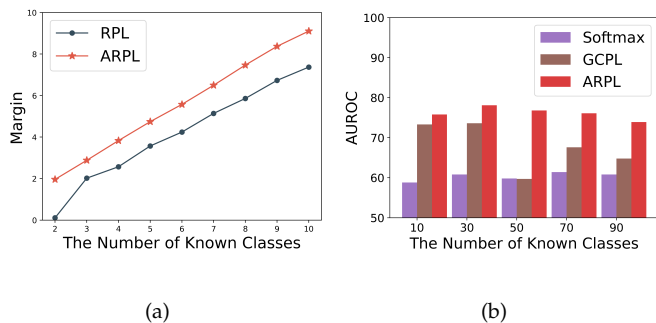 RPL
ARPL
Margin
10
8
6
4
2
0
2 3 4 5 6 7 8 9 10
The Number of Known Classes
(a)
Softmax
GCPL
ARPL
AUROC
100
90
80
70
60
50
10 30 50 70 90
The Number of Known Classes
(b)